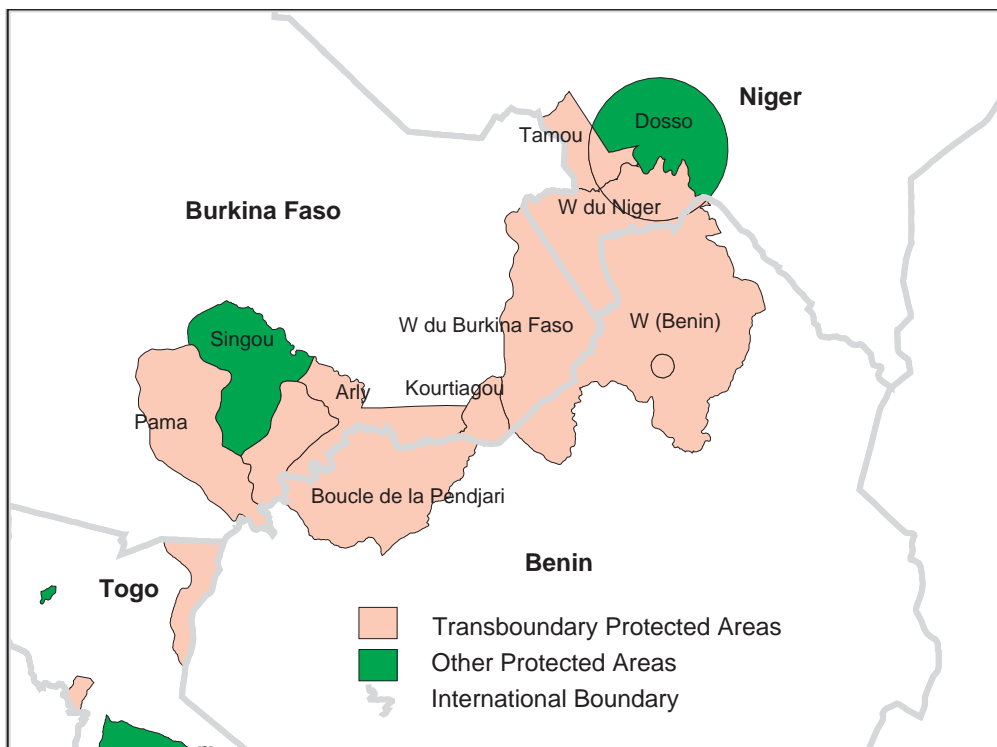 Niger
Dosso
Tamou
Burkina Faso
W du Niger
W du Burkina Faso
W (Benin)
Singou
Arly
Kourtiagou
Pama
Boucle de la Pendjari
Benin
Togo
Transboundary Protected Areas
Other Protected Areas
International Boundary